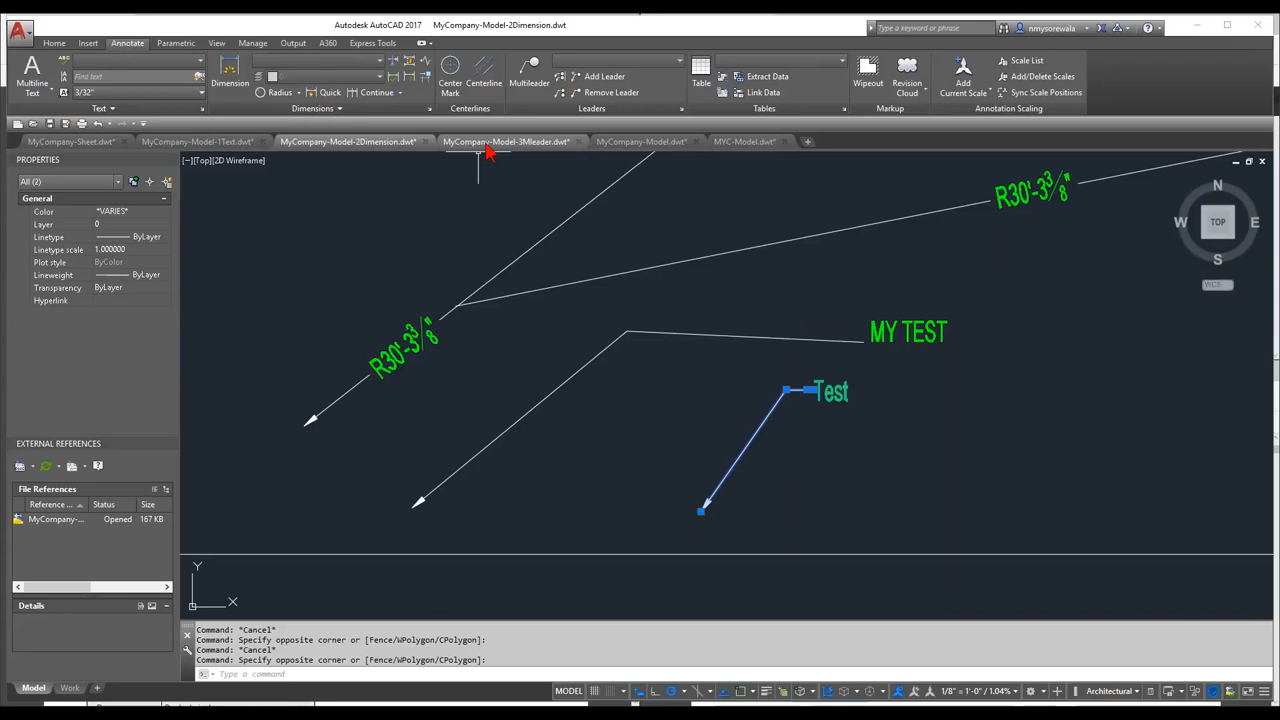 Autodesk AutoCAD 2017 MyCompany-Model-2Dimension.dwt
Type a keyword or phrase
nmysorewala
Home Insert Annotate Parametric View Manage Output A360 Express Tools
Multiline Text
Find text
3/32"
Text
Dimension
0
Radius Quick Continue
Dimensions
Center Mark
Centerline
Centerlines
Multileader
Add Leader
Remove Leader
Leaders
Table
Extract Data
Link Data
Tables
Wipeout
Revision Cloud
Markup
Add Current Scale
Scale List
Add/Delete Scales
Sync Scale Positions
Annotation Scaling
MyCompany-Sheet.dwt* MyCompany-Model-1Text.dwt* MyCompany-Model-2Dimension.dwt* MyCompany-Model-3Mleader.dwt* MyCompany-Model.dwt* MYC-Model.dwt*
PROPERTIES
All (2)
General
Color *VARIES*
Layer 0
Linetype ByLayer
Linetype scale 1.000000
Plot style ByColor
Lineweight ByLayer
Transparency ByLayer
Hyperlink
EXTERNAL REFERENCES
File References
Reference ... Status Size
MyCompany-... Opened 167 KB
Details
[−][Top][2D Wireframe]
R30'-3 3/8"
R30'-3 3/8"
MY TEST
Test
N
W TOP E
S
WCS
Y
X
Command: *Cancel*
Command: Specify opposite corner or [Fence/WPolygon/CPolygon]:
Command: *Cancel*
Command: Specify opposite corner or [Fence/WPolygon/CPolygon]:
Type a command
Model Work
MODEL
1/8" = 1'-0" / 1.04%
Architectural